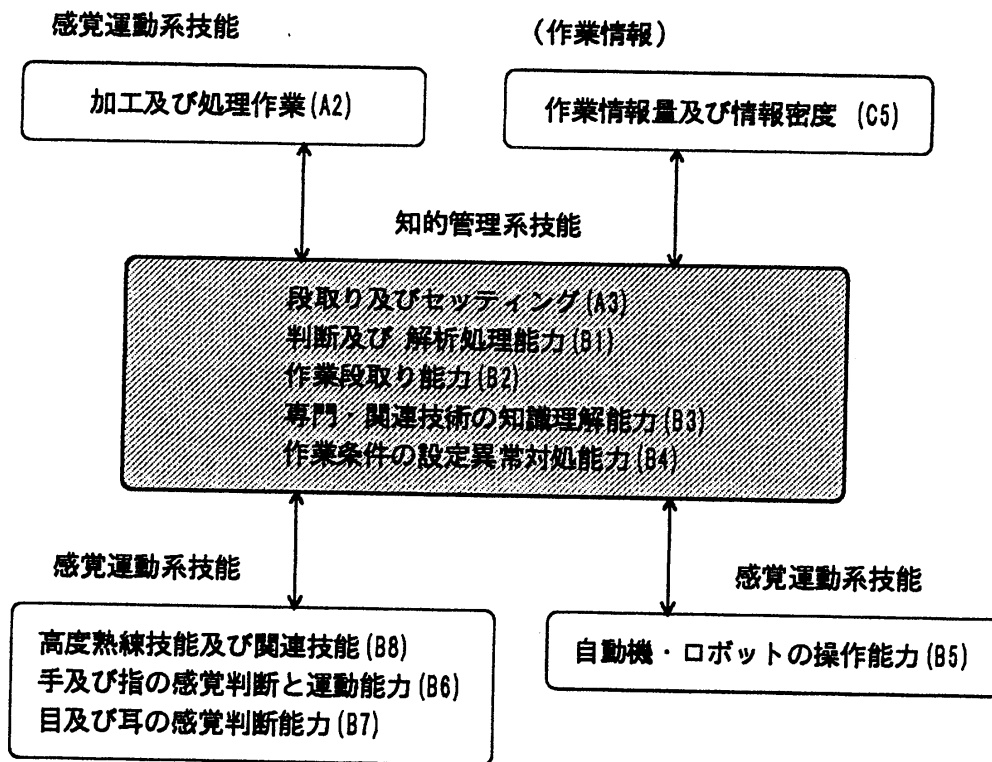 感覚運動系技能
(作業情報)
加工及び処理作業(A2)
作業情報量及び情報密度 (C5)
知的管理系技能
段取り及びセッティング(A3)
判断及び 解析処理能力(B1)
作業段取り能力(B2)
専門・関連技術の知識理解能力(B3)
作業条件の設定異常対処能力(B4)
感覚運動系技能
感覚運動系技能
高度熟練技能及び関連技能(B8)
手及び指の感覚判断と運動能力(B6)
目及び耳の感覚判断能力(B7)
自動機・ロボットの操作能力(B5)